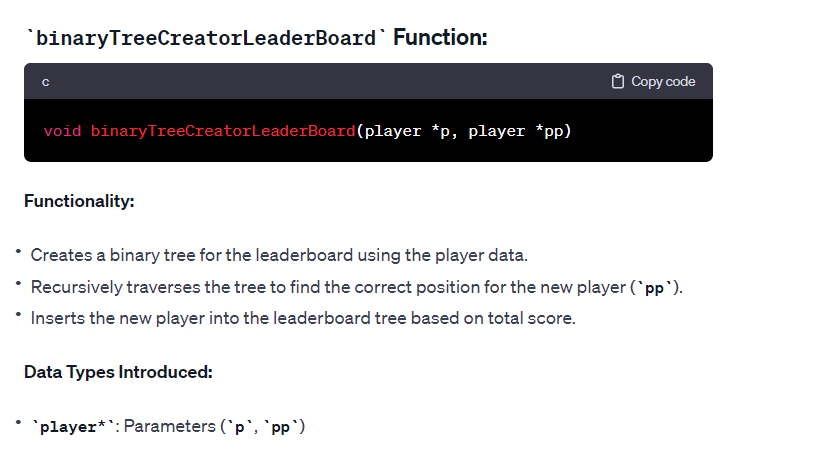 `binaryTreeCreatorLeaderBoard` Function:
c Copy code
void binaryTreeCreatorLeaderBoard(player *p, player *pp)
Functionality:
• Creates a binary tree for the leaderboard using the player data.
• Recursively traverses the tree to find the correct position for the new player (`pp`).
• Inserts the new player into the leaderboard tree based on total score.
Data Types Introduced:
• `player*`: Parameters (`p`, `pp`)